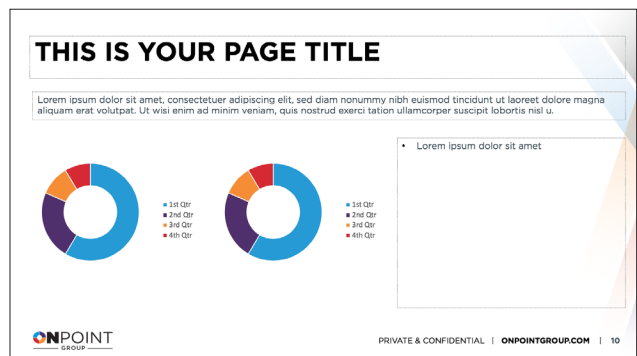 THIS IS YOUR PAGE TITLE
Lorem ipsum dolor sit amet, consectetuer adipiscing elit, sed diam nonummy nibh euismod tincidunt ut laoreet dolore magna
aliquam erat volutpat. Ut wisi enim ad minim veniam, quis nostrud exerci tation ullamcorper suscipit lobortis nisl u.
1st Qtr
2nd Qtr
3rd Qtr
4th Qtr
1st Qtr
2nd Qtr
3rd Qtr
4th Qtr
• Lorem ipsum dolor sit amet
ONPOINT
GROUP
PRIVATE & CONFIDENTIAL | ONPOINTGROUP.COM | 10